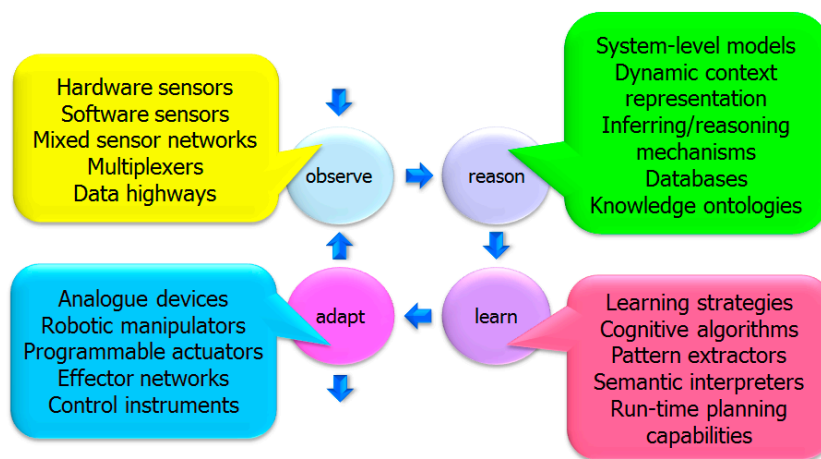 Hardware sensors
Software sensors
Mixed sensor networks
Multiplexers
Data highways
observe
reason
System-level models
Dynamic context
representation
Inferring/reasoning
mechanisms
Databases
Knowledge ontologies
Analogue devices
Robotic manipulators
Programmable actuators
Effector networks
Control instruments
adapt
learn
Learning strategies
Cognitive algorithms
Pattern extractors
Semantic interpreters
Run-time planning
capabilities